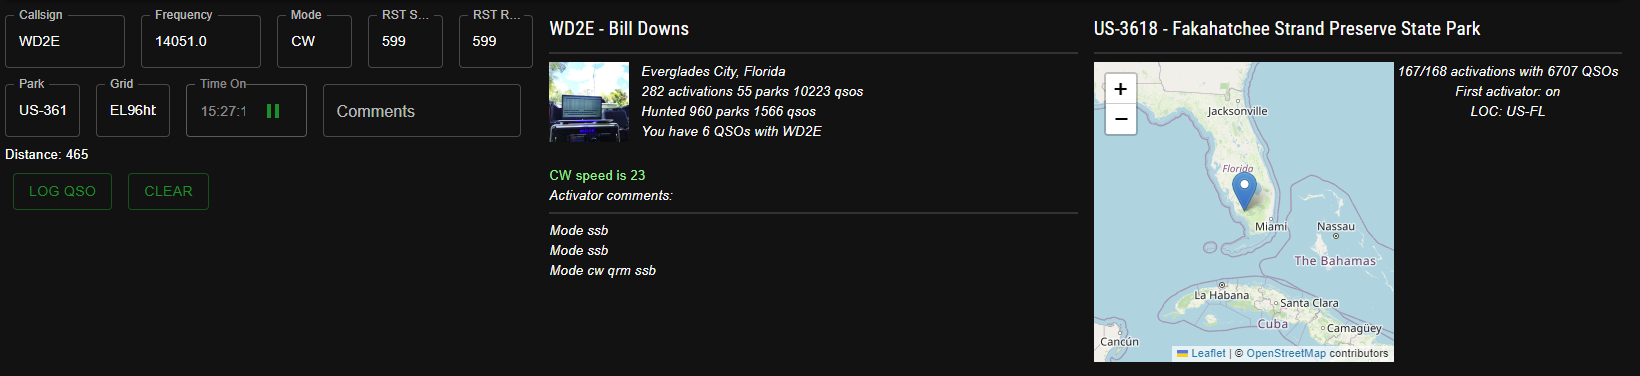 Callsign
WD2E
Frequency
14051.0
Mode
CW
RST S...
599
RST R...
599
Park
US-361
Grid
EL96ht
Time On
15:27:1
Comments
Distance: 465
LOG QSO
CLEAR
WD2E - Bill Downs
Everglades City, Florida
282 activations 55 parks 10223 qsos
Hunted 960 parks 1566 qsos
You have 6 QSOs with WD2E
CW speed is 23
Activator comments:
Mode ssb
Mode ssb
Mode cw qrm ssb
US-3618 - Fakahatchee Strand Preserve State Park
+
−
Jacksonville
Florida
Miami
Nassau
The Bahamas
La Habana
Santa Clara
Cuba
Camagüey
Cancún
Leaflet | © OpenStreetMap contributors
167/168 activations with 6707 QSOs
First activator: on
LOC: US-FL